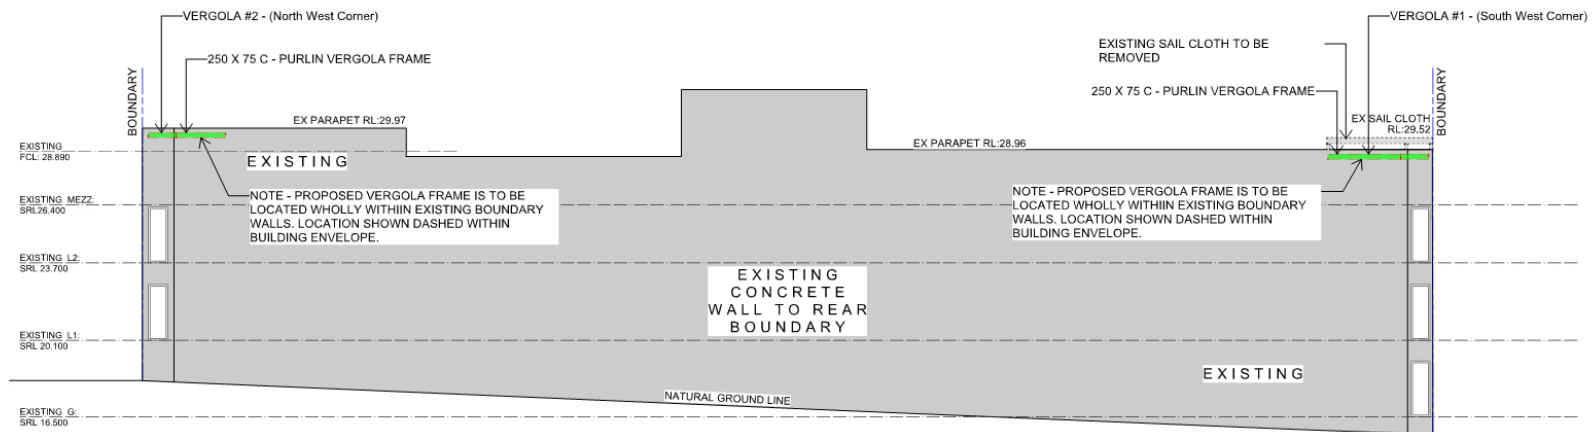 VERGOLA #2 - (North West Corner)
VERGOLA #1 - (South West Corner)
EXISTING SAIL CLOTH TO BE
REMOVED
250 X 75 C - PURLIN VERGOLA FRAME
250 X 75 C - PURLIN VERGOLA FRAME
BOUNDARY
BOUNDARY
EX PARAPET RL:29.97
EX SAIL CLOTH
RL:29.52
EX PARAPET RL:28.96
EXISTING
FCL: 28.890
EXISTING
NOTE - PROPOSED VERGOLA FRAME IS TO BE
LOCATED WHOLLY WITHIIN EXISTING BOUNDARY
WALLS. LOCATION SHOWN DASHED WITHIN
BUILDING ENVELOPE.
NOTE - PROPOSED VERGOLA FRAME IS TO BE
LOCATED WHOLLY WITHIIN EXISTING BOUNDARY
WALLS. LOCATION SHOWN DASHED WITHIN
BUILDING ENVELOPE.
EXISTING MEZZ:
SRL26.400
EXISTING L2:
SRL 23.700
EXISTING
CONCRETE
WALL TO REAR
BOUNDARY
EXISTING L1:
SRL 20.100
EXISTING
NATURAL GROUND LINE
EXISTING G:
SRL 16.500